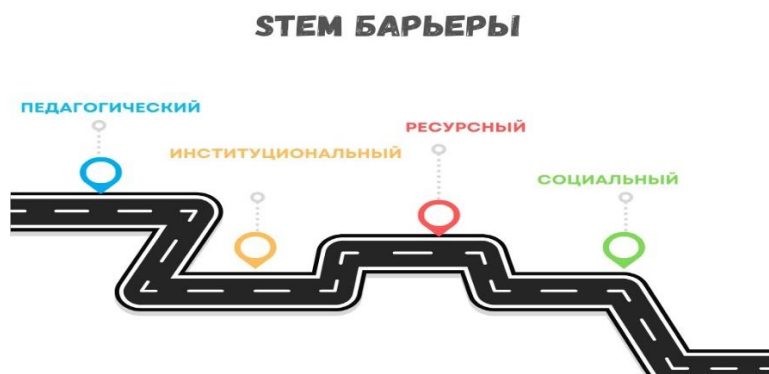 STEM БАРЬЕРЫ
ПЕДАГОГИЧЕСКИЙ
ИНСТИТУЦИОНАЛЬНЫЙ
РЕСУРСНЫЙ
СОЦИАЛЬНЫЙ